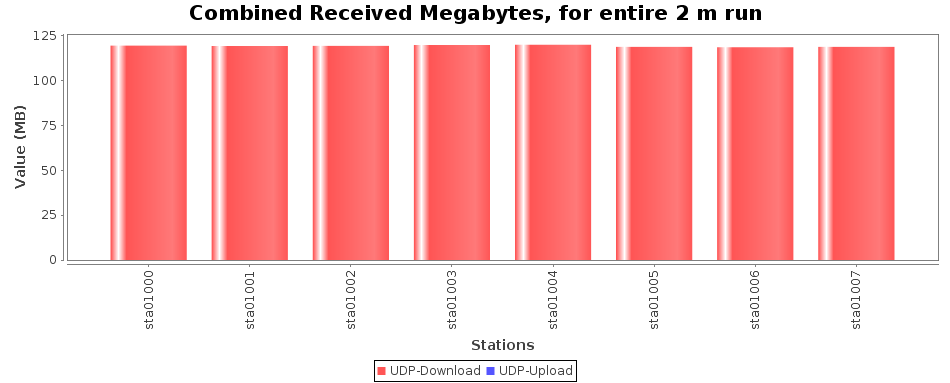 Combined Received Megabytes, for entire 2 m run
Value (MB)
125
100
75
50
25
0
sta01000
sta01001
sta01002
sta01003
sta01004
sta01005
sta01006
sta01007
Stations
UDP-Download UDP-Upload